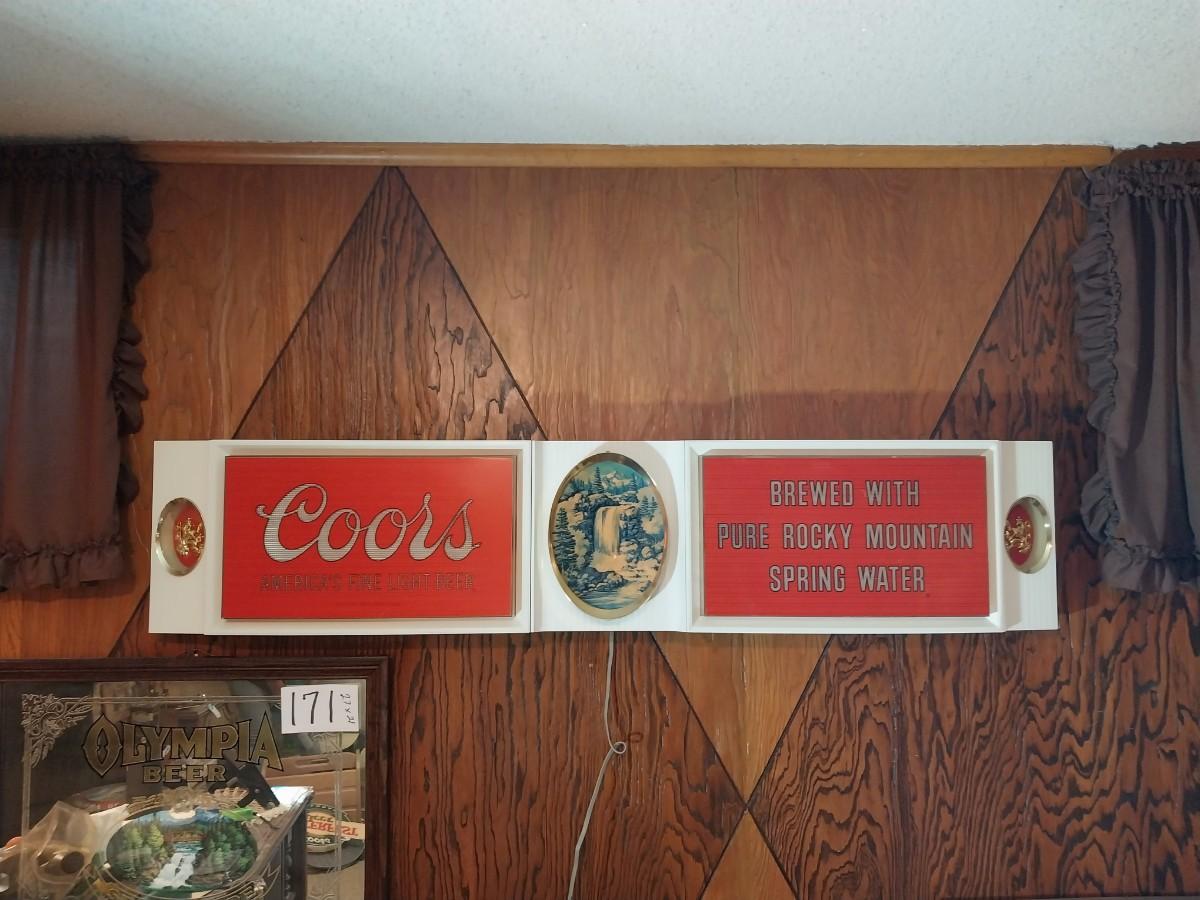 Coors
AMERICA'S FINE LIGHT BEER
BREWED WITH
PURE ROCKY MOUNTAIN
SPRING WATER
171
OLYMPIA
BEER